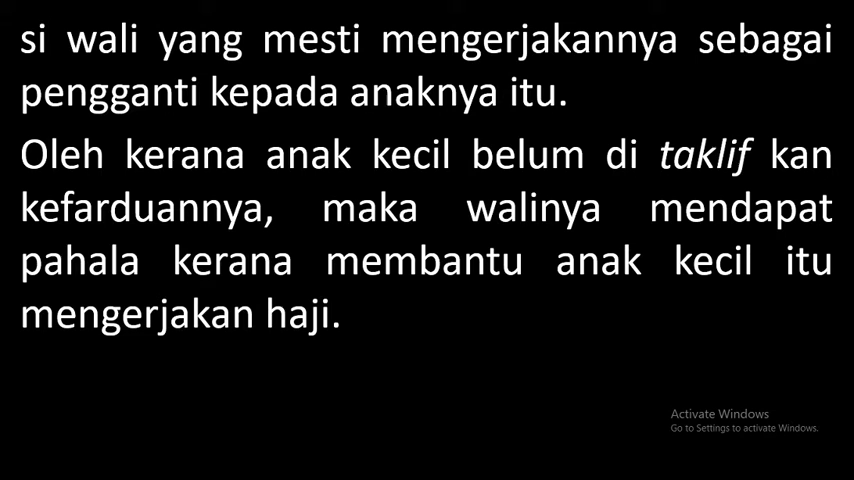 si wali yang mesti mengerjakannya sebagai
pengganti kepada anaknya itu.
Oleh kerana anak kecil belum di taklif kan
kefarduannya, maka walinya mendapat
pahala kerana membantu anak kecil itu
mengerjakan haji.
Activate Windows
Go to Settings to activate Windows.